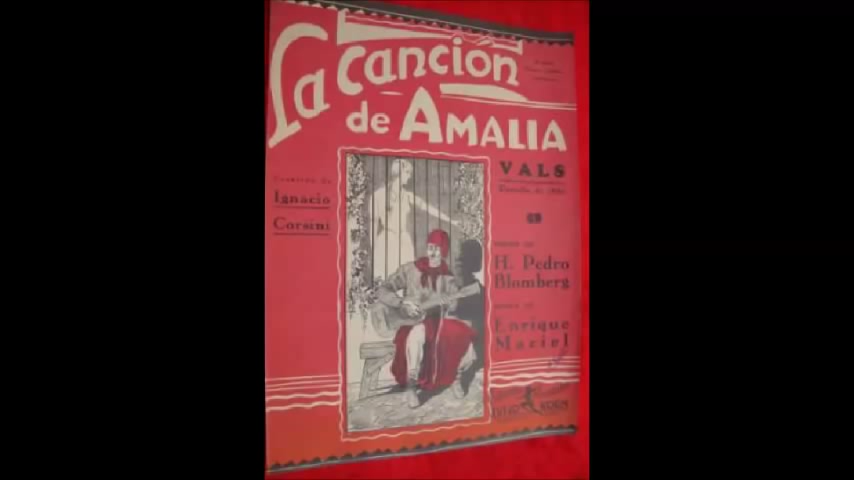 La canción
de AMALIA
VALS
Ignacio
Corsini
H. Pedro
Blomberg
Enrique
Maciel